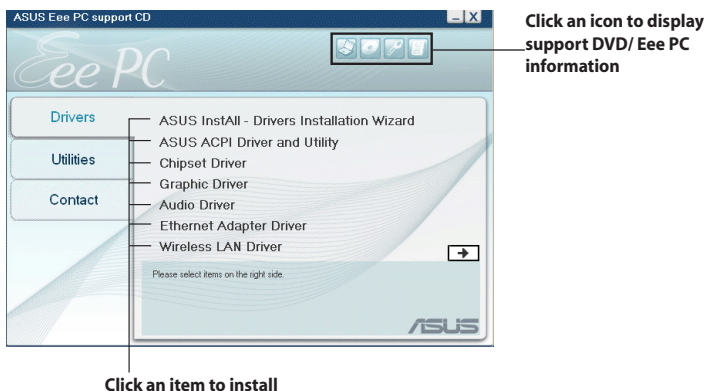 ASUS Eee PC support CD
_ X
Click an icon to display
support DVD/ Eee PC
information
Eee PC
Drivers
Utilities
Contact
ASUS InstAll - Drivers Installation Wizard
ASUS ACPI Driver and Utility
Chipset Driver
Graphic Driver
Audio Driver
Ethernet Adapter Driver
Wireless LAN Driver
Please select items on the right side.
ASUS
Click an item to install